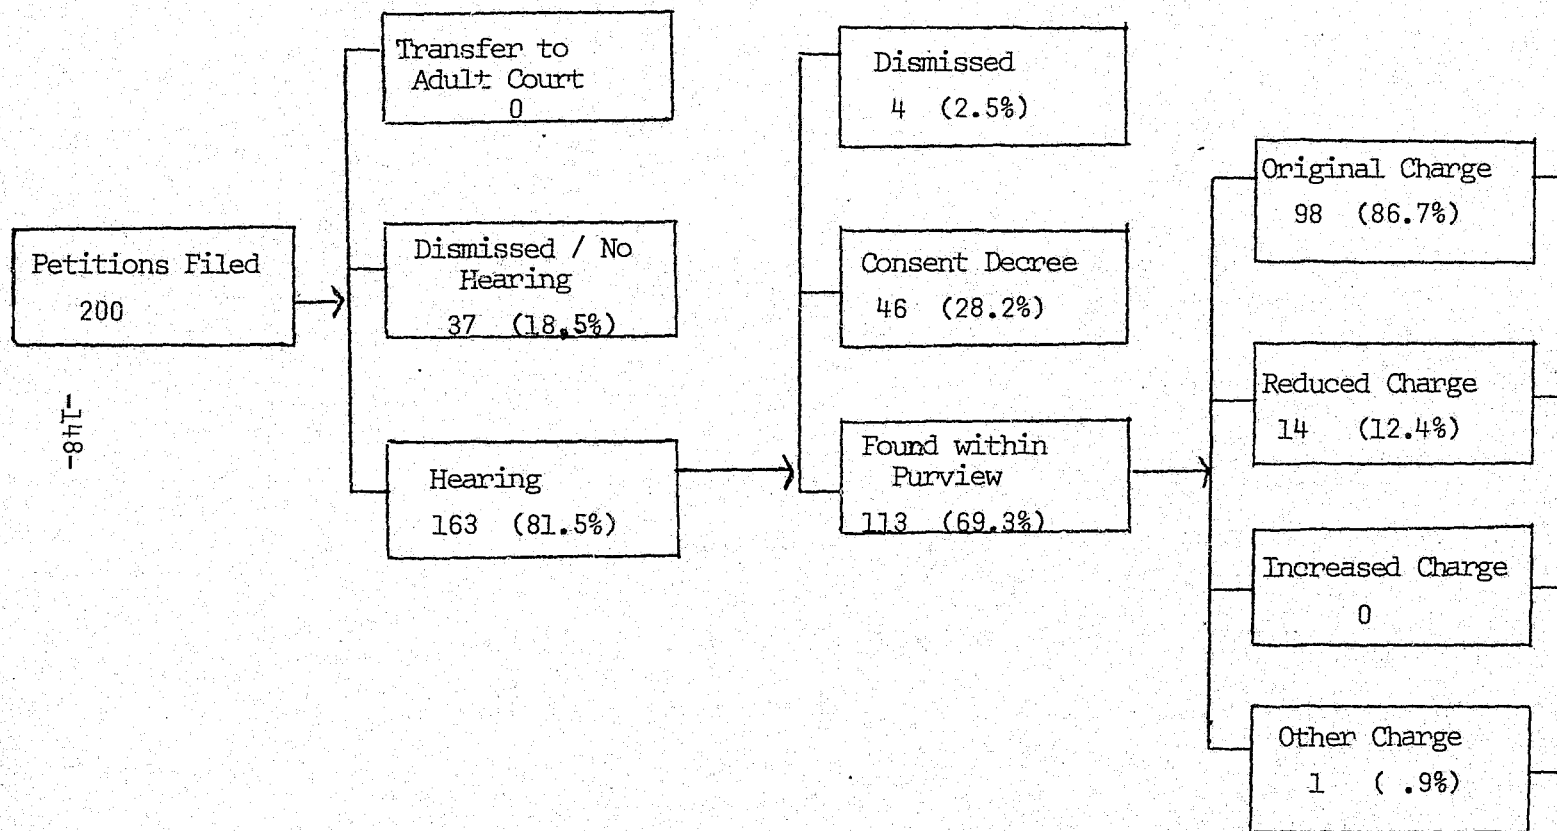 Petitions Filed
200
-148-
Transfer to
Adult Court
0
Dismissed / No
Hearing
37 (18.5%)
Hearing
163 (81.5%)
Dismissed
4 (2.5%)
Consent Decree
46 (28.2%)
Found within
Purview
113 (69.3%)
Original Charge
98 (86.7%)
Reduced Charge
14 (12.4%)
Increased Charge
0
Other Charge
1 ( .9%)